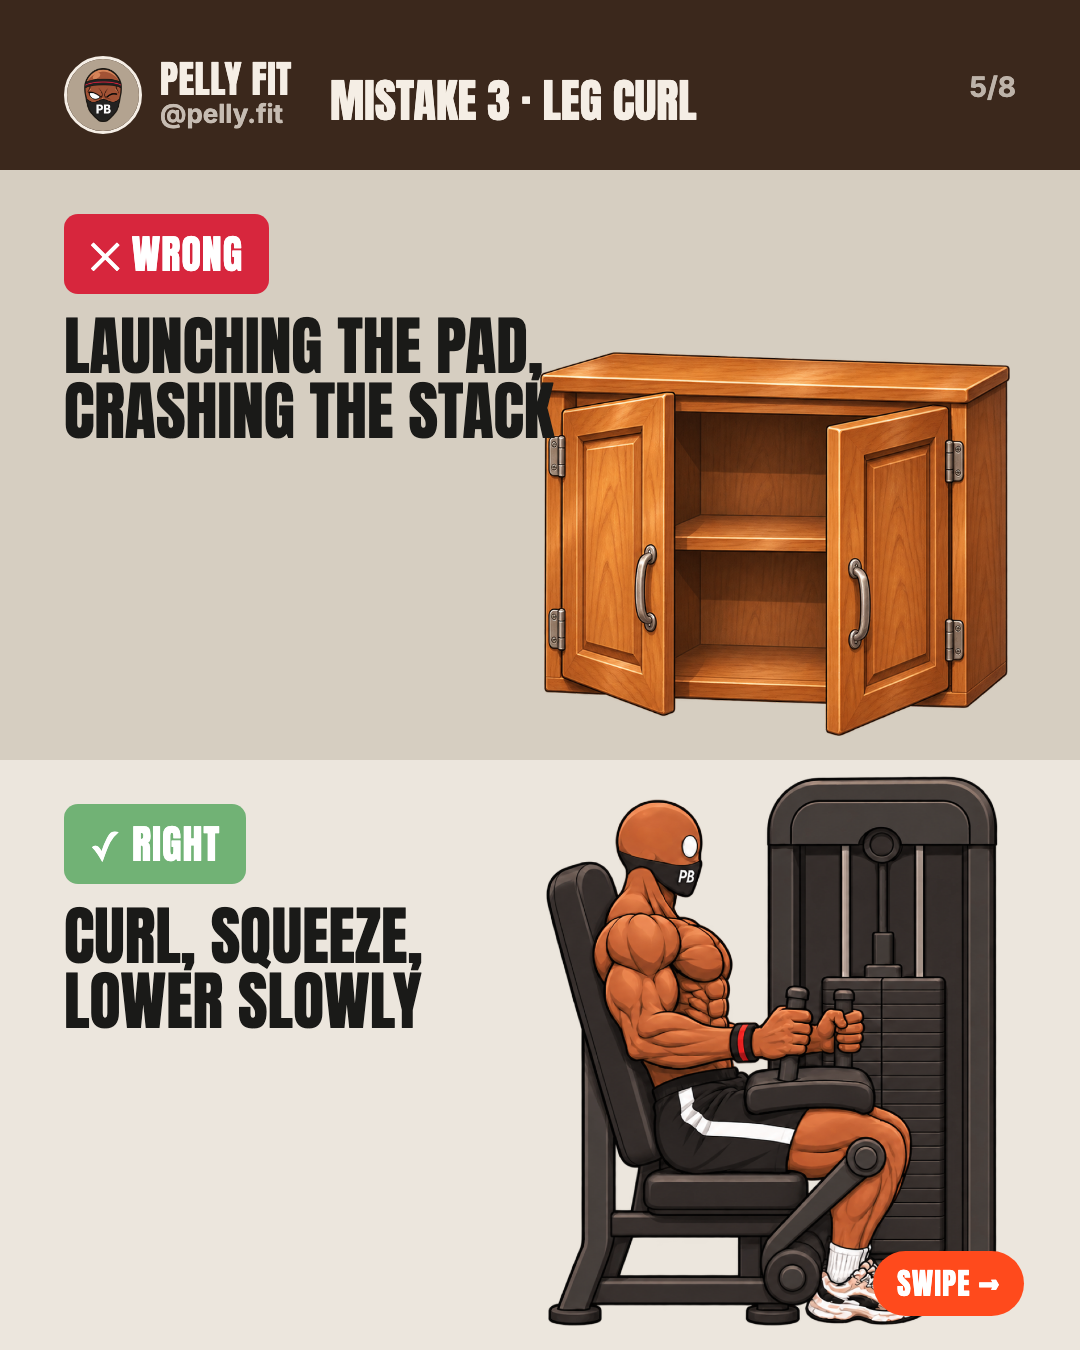 PB
PELLY FIT
@pelly.fit
MISTAKE 3 · LEG CURL
5/8
✕ WRONG
LAUNCHING THE PAD,
CRASHING THE STACK
✓ RIGHT
CURL, SQUEEZE,
LOWER SLOWLY
PB
SWIPE →